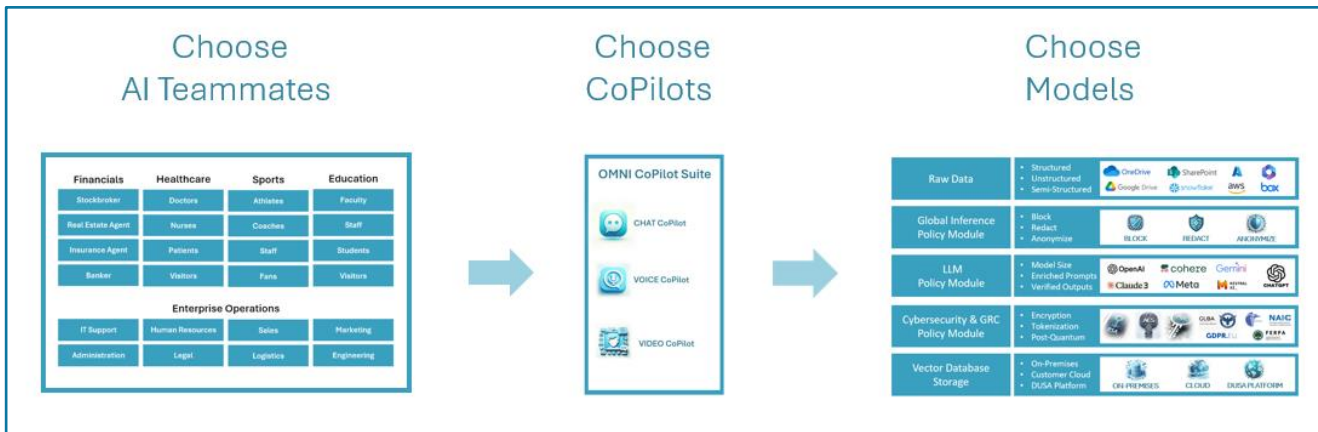 Choose
AI Teammates
Choose
CoPilots
Choose
Models
Financials Healthcare Sports Education
Stockbroker Doctors Athletes Faculty
Real Estate Agent Nurses Coaches Staff
Insurance Agent Patients Staff Students
Banker Visitors Fans Visitors
Enterprise Operations
IT Support Human Resources Sales Marketing
Administration Legal Logistics Engineering
OMNI CoPilot Suite
CHAT CoPilot
VOICE CoPilot
VIDEO CoPilot
Raw Data
• Structured
• Unstructured
• Semi-Structured
OneDrive SharePoint
Google Drive snowflake aws box
Global Inference
Policy Module
• Block
• Redact
• Anonymize
BLOCK REDACT ANONYMIZE
LLM
Policy Module
• Model Size
• Enriched Prompts
• Verified Outputs
OpenAI cohere Gemini
Claude 3 Meta MISTRAL AI_ CHATGPT
Cybersecurity & GRC
Policy Module
• Encryption
• Tokenization
• Post-Quantum
AES GLBA NAIC
GDPR.EU FERPA
Vector Database
Storage
• On-Premises
• Customer Cloud
• DUSA Platform
ON-PREMISES CLOUD DUSA PLATFORM